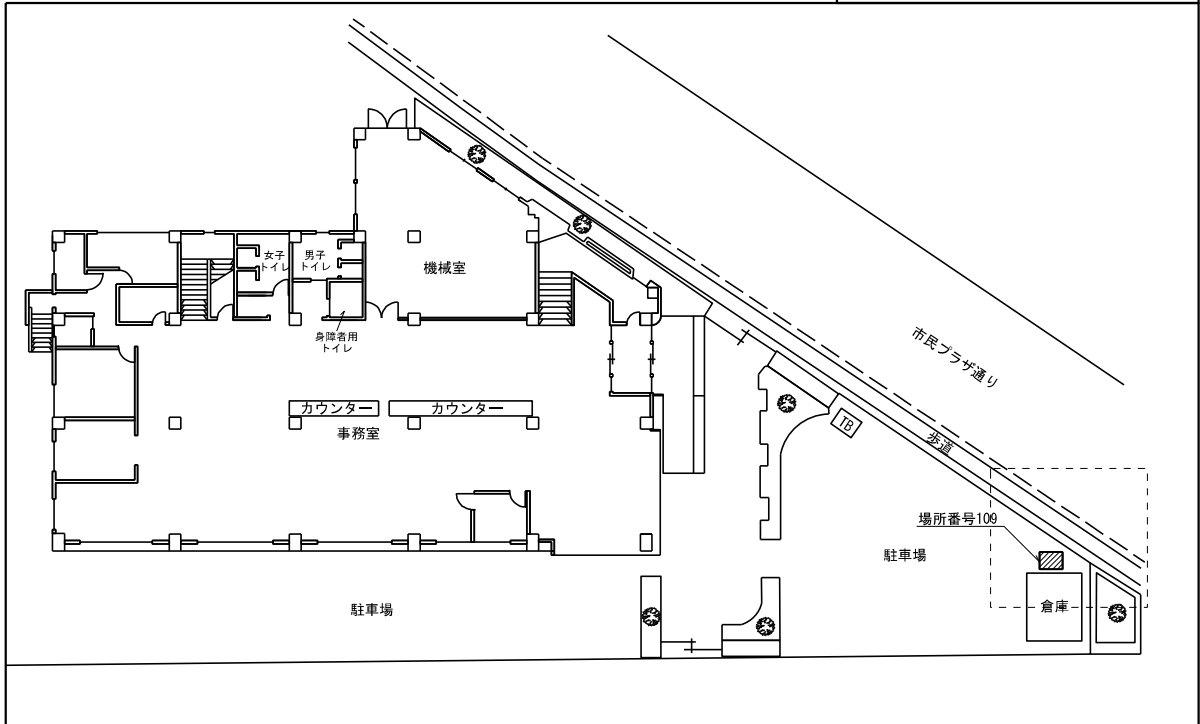 女子
トイレ
男子
トイレ
機械室
身障者用
トイレ
市民プラザ通り
カウンター
カウンター
事務室
TB
歩道
場所番号109
駐車場
駐車場
倉庫